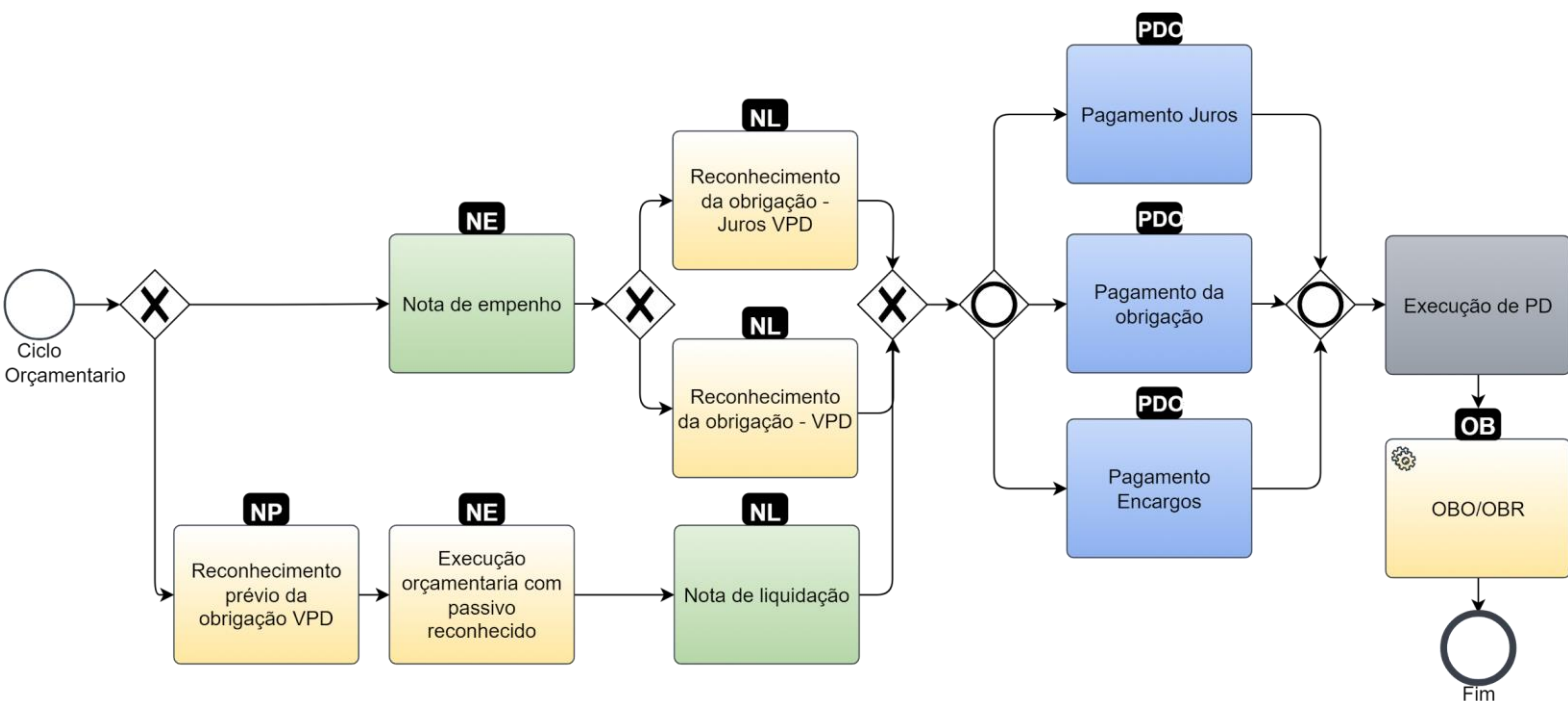 Ciclo
Orçamentario
NE
Nota de empenho
NL
Reconhecimento
da obrigação -
Juros VPD
NL
Reconhecimento
da obrigação - VPD
NP
Reconhecimento
prévio da
obrigação VPD
NE
Execução
orçamentaria com
passivo
reconhecido
NL
Nota de liquidação
PDO
Pagamento Juros
PDO
Pagamento da
obrigação
PDO
Pagamento
Encargos
Execução de PD
OB
OBO/OBR
Fim